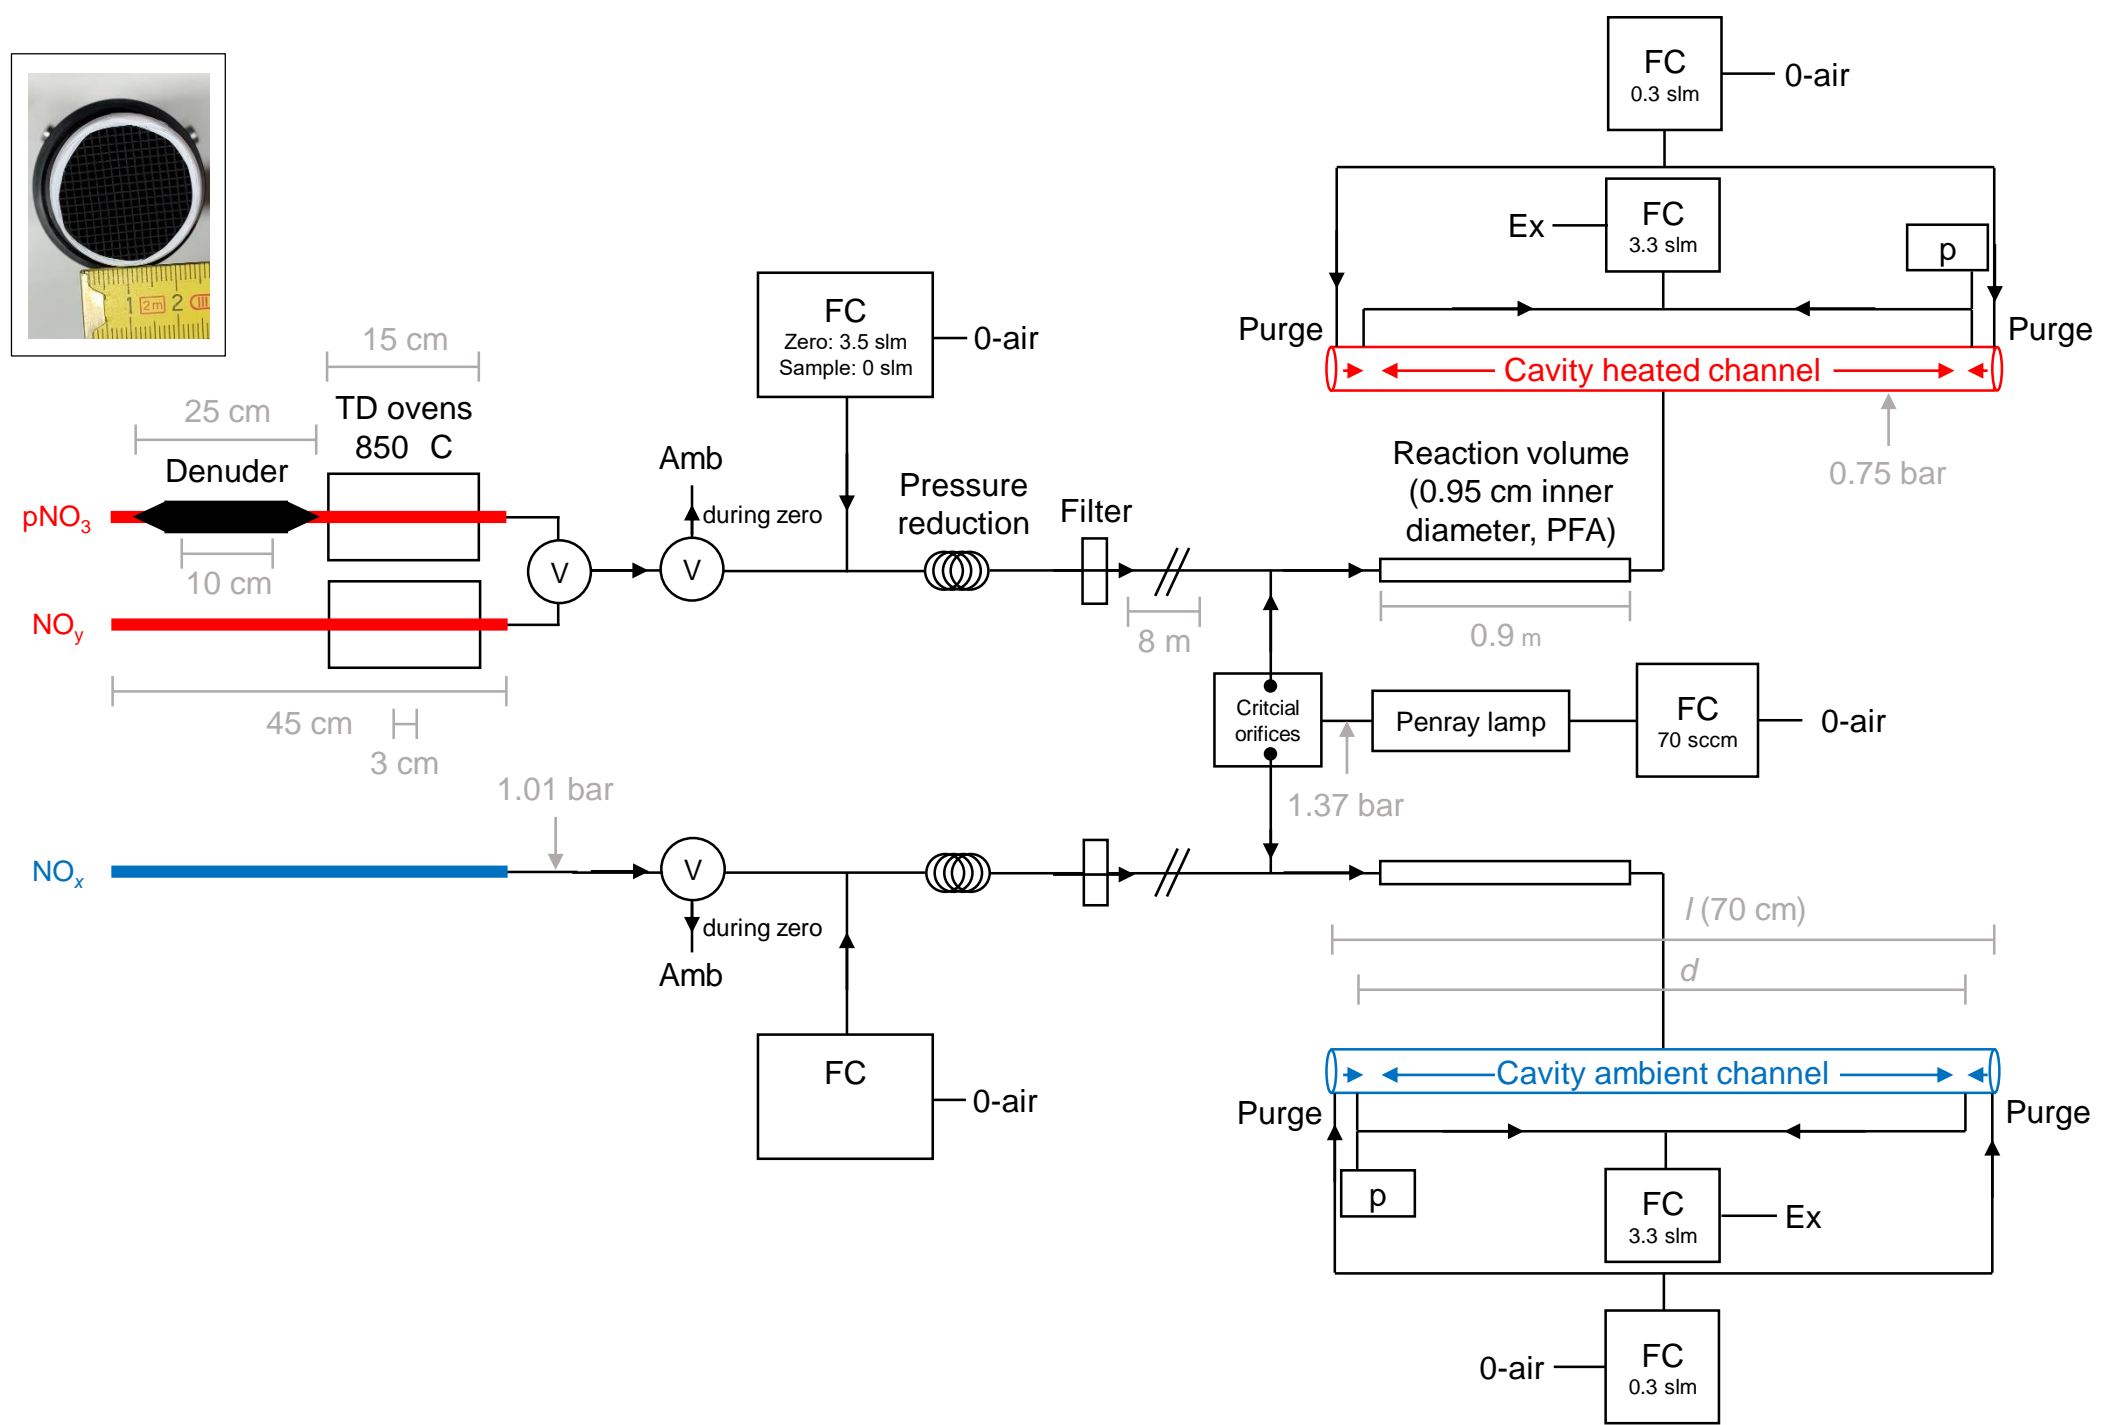 FC
0.3 slm
0-air
FC
3.3 slm
Ex
p
Purge
Purge
Cavity heated channel
0.75 bar
1
2m
2
15 cm
25 cm
TD ovens
850 C
Denuder
pNO3
10 cm
NOy
45 cm
3 cm
V
Amb
during zero
V
FC
Zero: 3.5 slm
Sample: 0 slm
0-air
Pressure
reduction
Filter
8 m
Reaction volume
(0.95 cm inner
diameter, PFA)
0.9 m
Critcial
orifices
Penray lamp
FC
70 sccm
0-air
1.37 bar
1.01 bar
NOx
V
during zero
Amb
FC
0-air
l (70 cm)
d
Cavity ambient channel
Purge
Purge
p
FC
3.3 slm
Ex
0-air
FC
0.3 slm